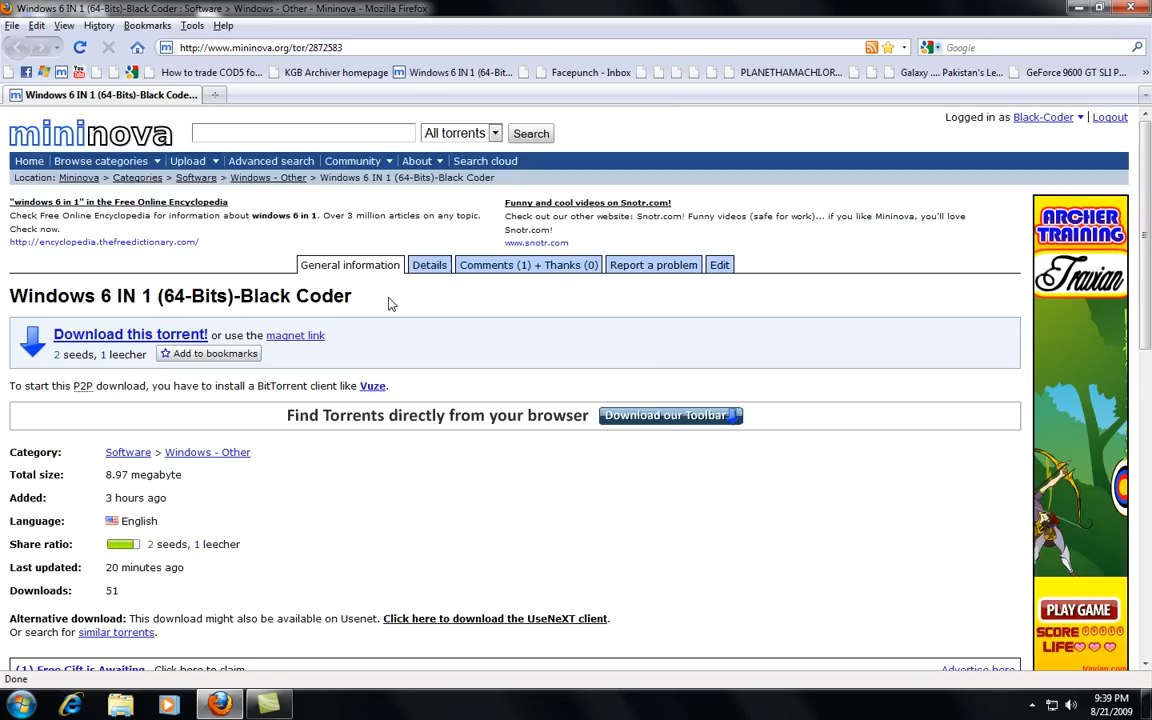 Windows 6 IN 1 (64-Bits)-Black Coder : Software > Windows - Other - Mininova - Mozilla Firefox
File Edit View History Bookmarks Tools Help
http://www.mininova.org/tor/2872583
Google
How to trade COD5 fo... KGB Archiver homepage Windows 6 IN 1 (64-Bit... Facepunch - Inbox PLANETHAMACHI.OR... Galaxy .... Pakistan's Le... GeForce 9600 GT SLI P...
Windows 6 IN 1 (64-Bits)-Black Code...
Logged in as Black-Coder | Logout
mininova All torrents Search
Home Browse categories Upload Advanced search Community About Search cloud
Location: Mininova > Categories > Software > Windows - Other > Windows 6 IN 1 (64-Bits)-Black Coder
"windows 6 in 1" in the Free Online Encyclopedia
Check Free Online Encyclopedia for information about windows 6 in 1. Over 3 million articles on any topic.
Check now.
http://encyclopedia.thefreedictionary.com/
Funny and cool videos on Snotr.com!
Check out our other website: Snotr.com! Funny videos (safe for work)... if you like Mininova, you'll love
Snotr.com!
www.snotr.com
General information Details Comments (1) + Thanks (0) Report a problem Edit
Windows 6 IN 1 (64-Bits)-Black Coder
Download this torrent! or use the magnet link
2 seeds, 1 leecher Add to bookmarks
To start this P2P download, you have to install a BitTorrent client like Vuze.
Find Torrents directly from your browser Download our Toolbar
Category: Software > Windows - Other
Total size: 8.97 megabyte
Added: 3 hours ago
Language: English
Share ratio: 2 seeds, 1 leecher
Last updated: 20 minutes ago
Downloads: 51
Alternative download: This download might also be available on Usenet. Click here to download the UseNeXT client.
Or search for similar torrents.
(1) Free Gift is Awaiting Click here to claim Advertise here
ARCHER
TRAINING
Travian
PLAY GAME
SCORE
LIFE
travian.com
Done
9:39 PM
8/21/2009